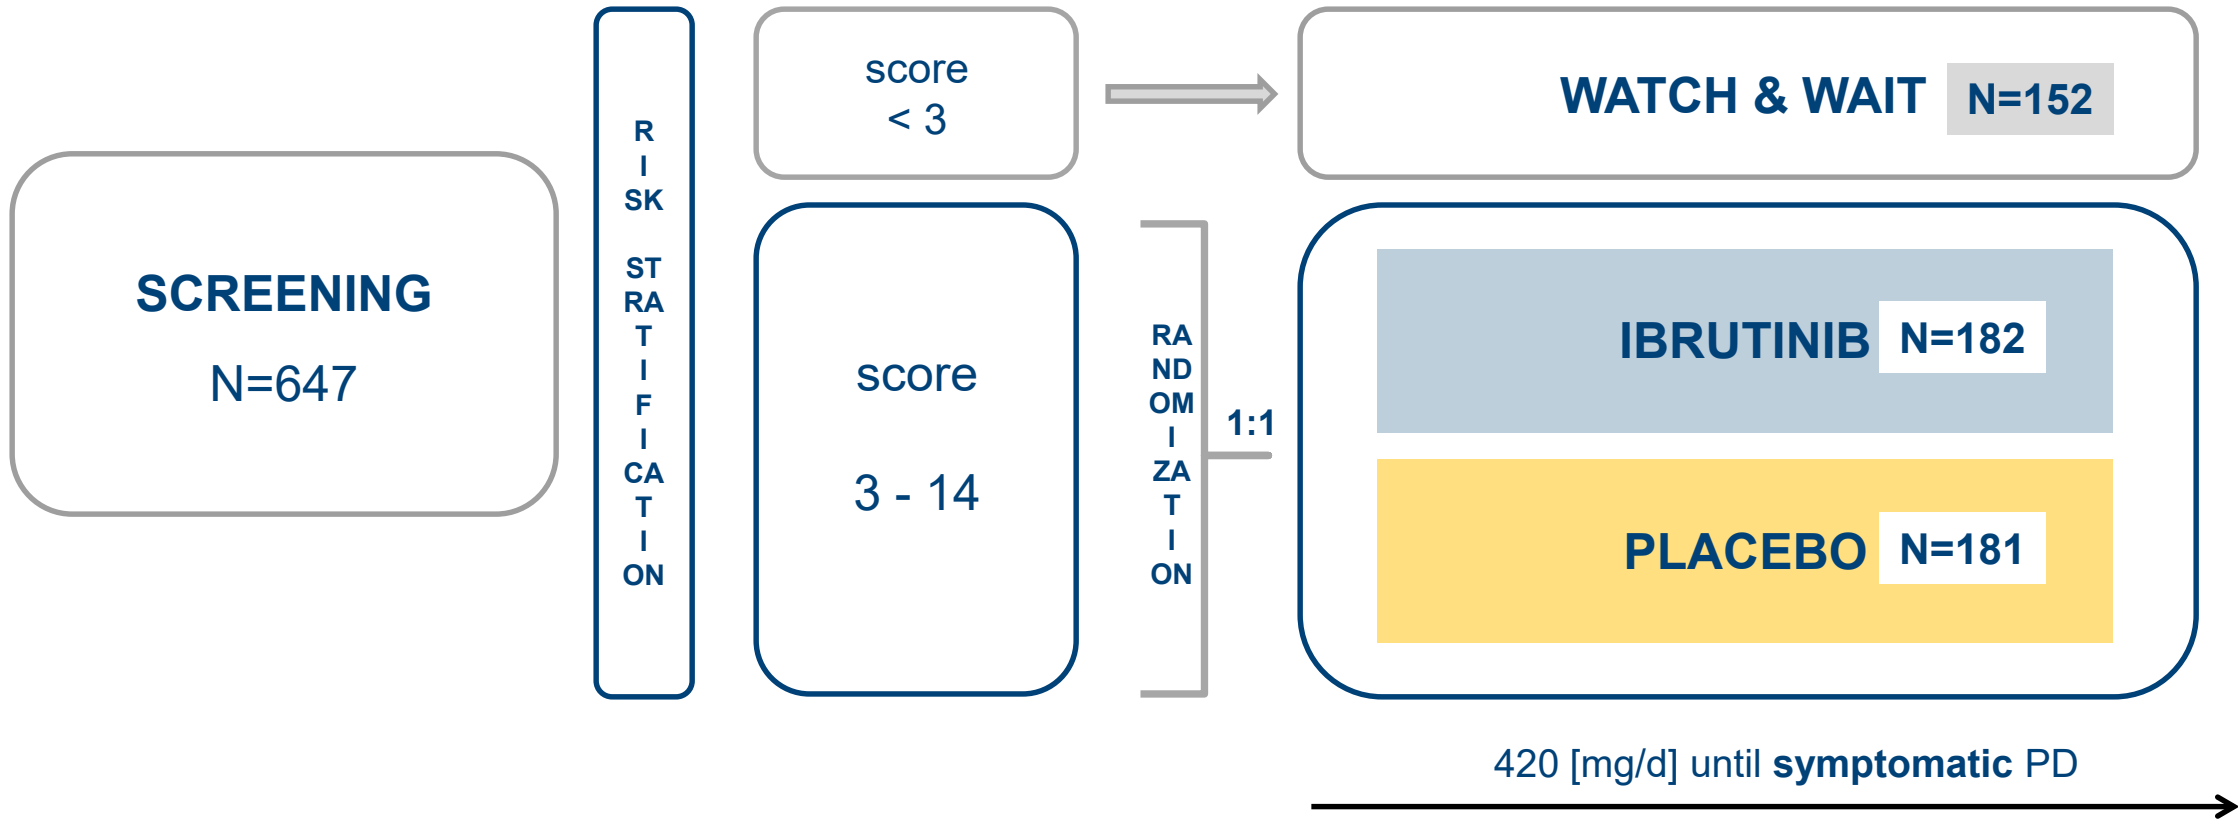 SCREENING
N=647
R
I
SK
ST
RA
T
I
F
I
CA
T
I
ON
score
< 3
WATCH & WAIT N=152
score
3 - 14
RA
ND
OM
I
ZA
T
I
ON
1:1
IBRUTINIB N=182
PLACEBO N=181
420 [mg/d] until symptomatic PD